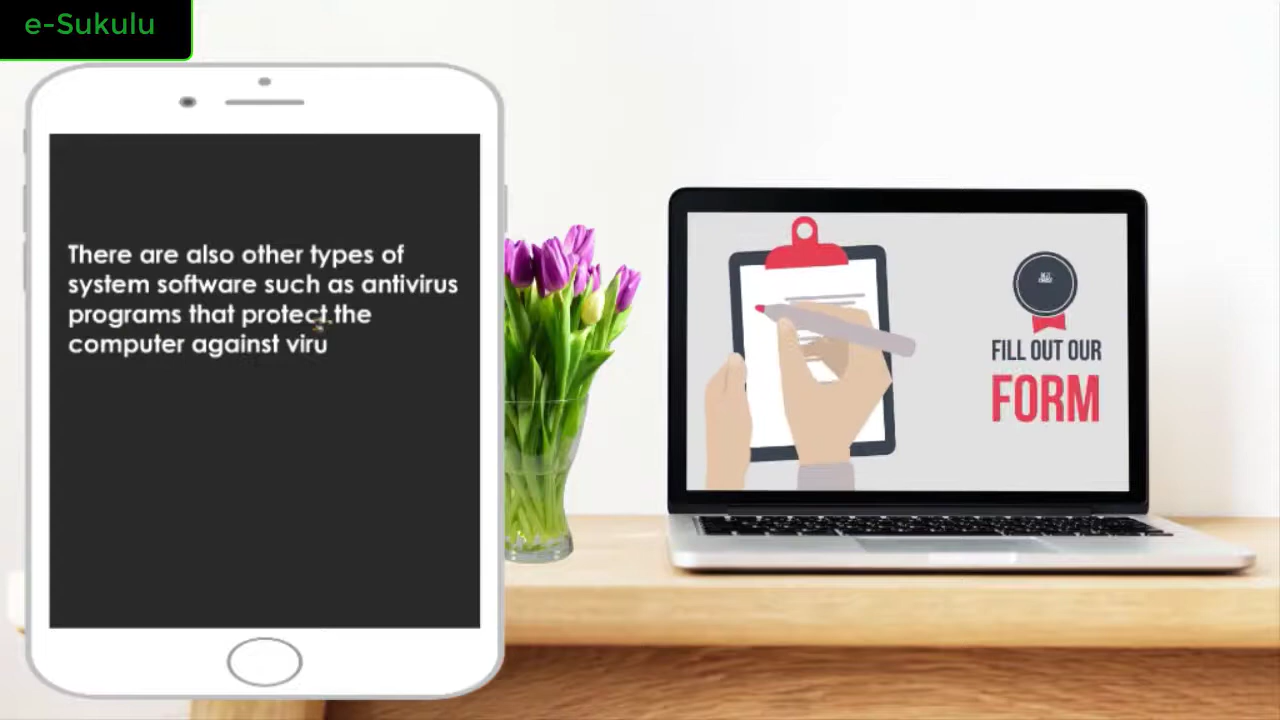 e-Sukulu
There are also other types of
system software such as antivirus
programs that protect the
computer against viru
FILL OUT OUR
FORM